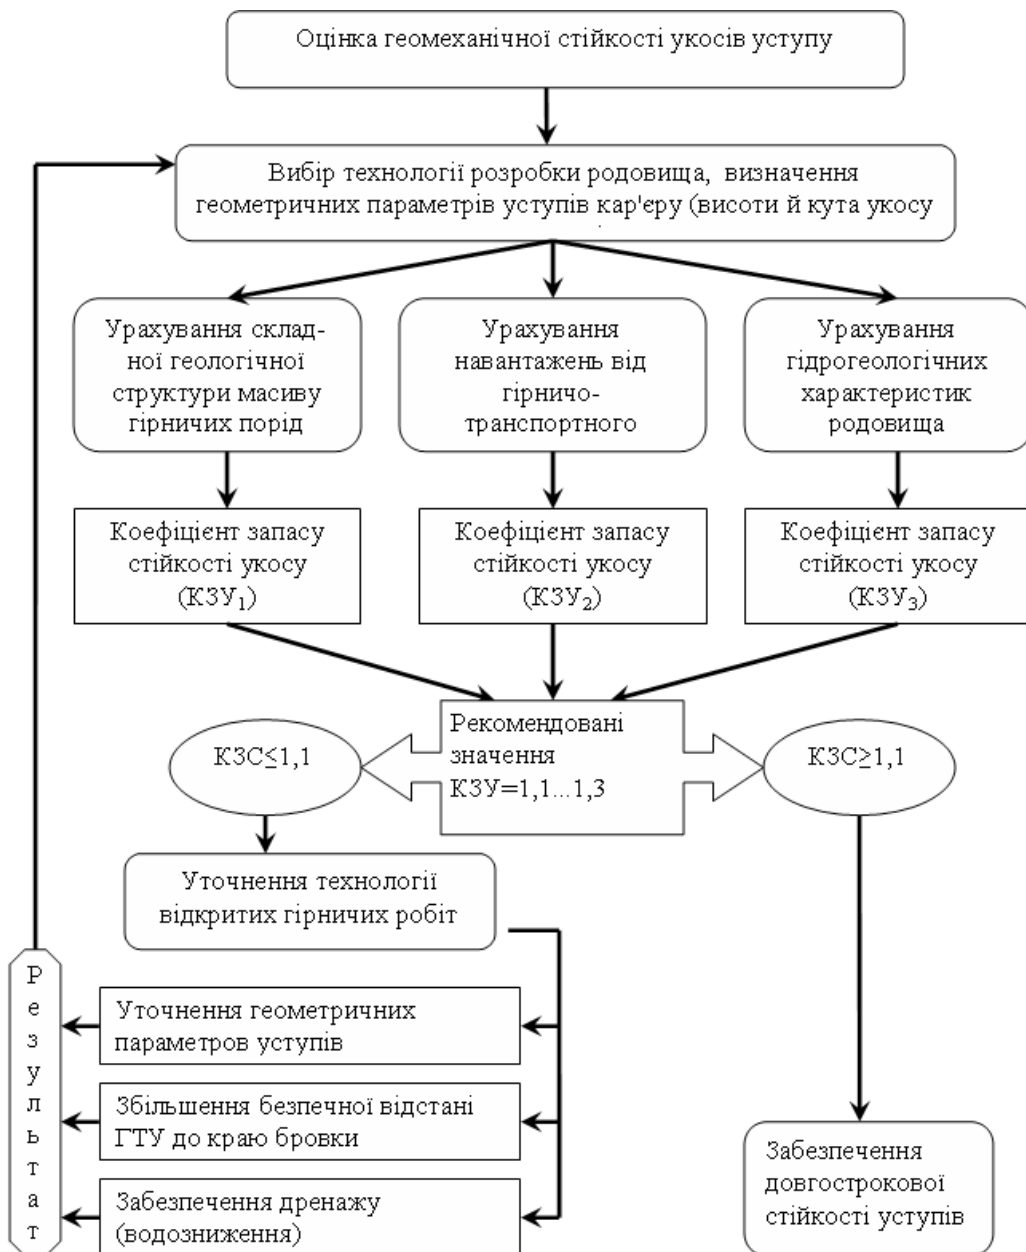 Оцінка геомеханічної стійкості укосів уступу
Вибір технології розробки родовища, визначення
геометричних параметрів уступів кар'єру (висоти й кута укосу
Урахування склад-
ної геологічної
структури масиву
гірничих порід
Урахування
навантажень від
гірничо-
транспортного
Урахування
гідрогеологічних
характеристик
родовища
Коефіцієнт запасу
стійкості укосу
(КЗУ₁)
Коефіцієнт запасу
стійкості укосу
(КЗУ₂)
Коефіцієнт запасу
стійкості укосу
(КЗУ₃)
Рекомендовані
значення
КЗУ=1,1...1,3
КЗС≤1,1
КЗС≥1,1
Уточнення технології
відкритих гірничих робіт
Результат
Уточнення геометричних
параметров уступів
Збільшення безпечної відстані
ГТУ до краю бровки
Забезпечення дренажу
(водозниження)
Забезпечення
довгострокової
стійкості уступів